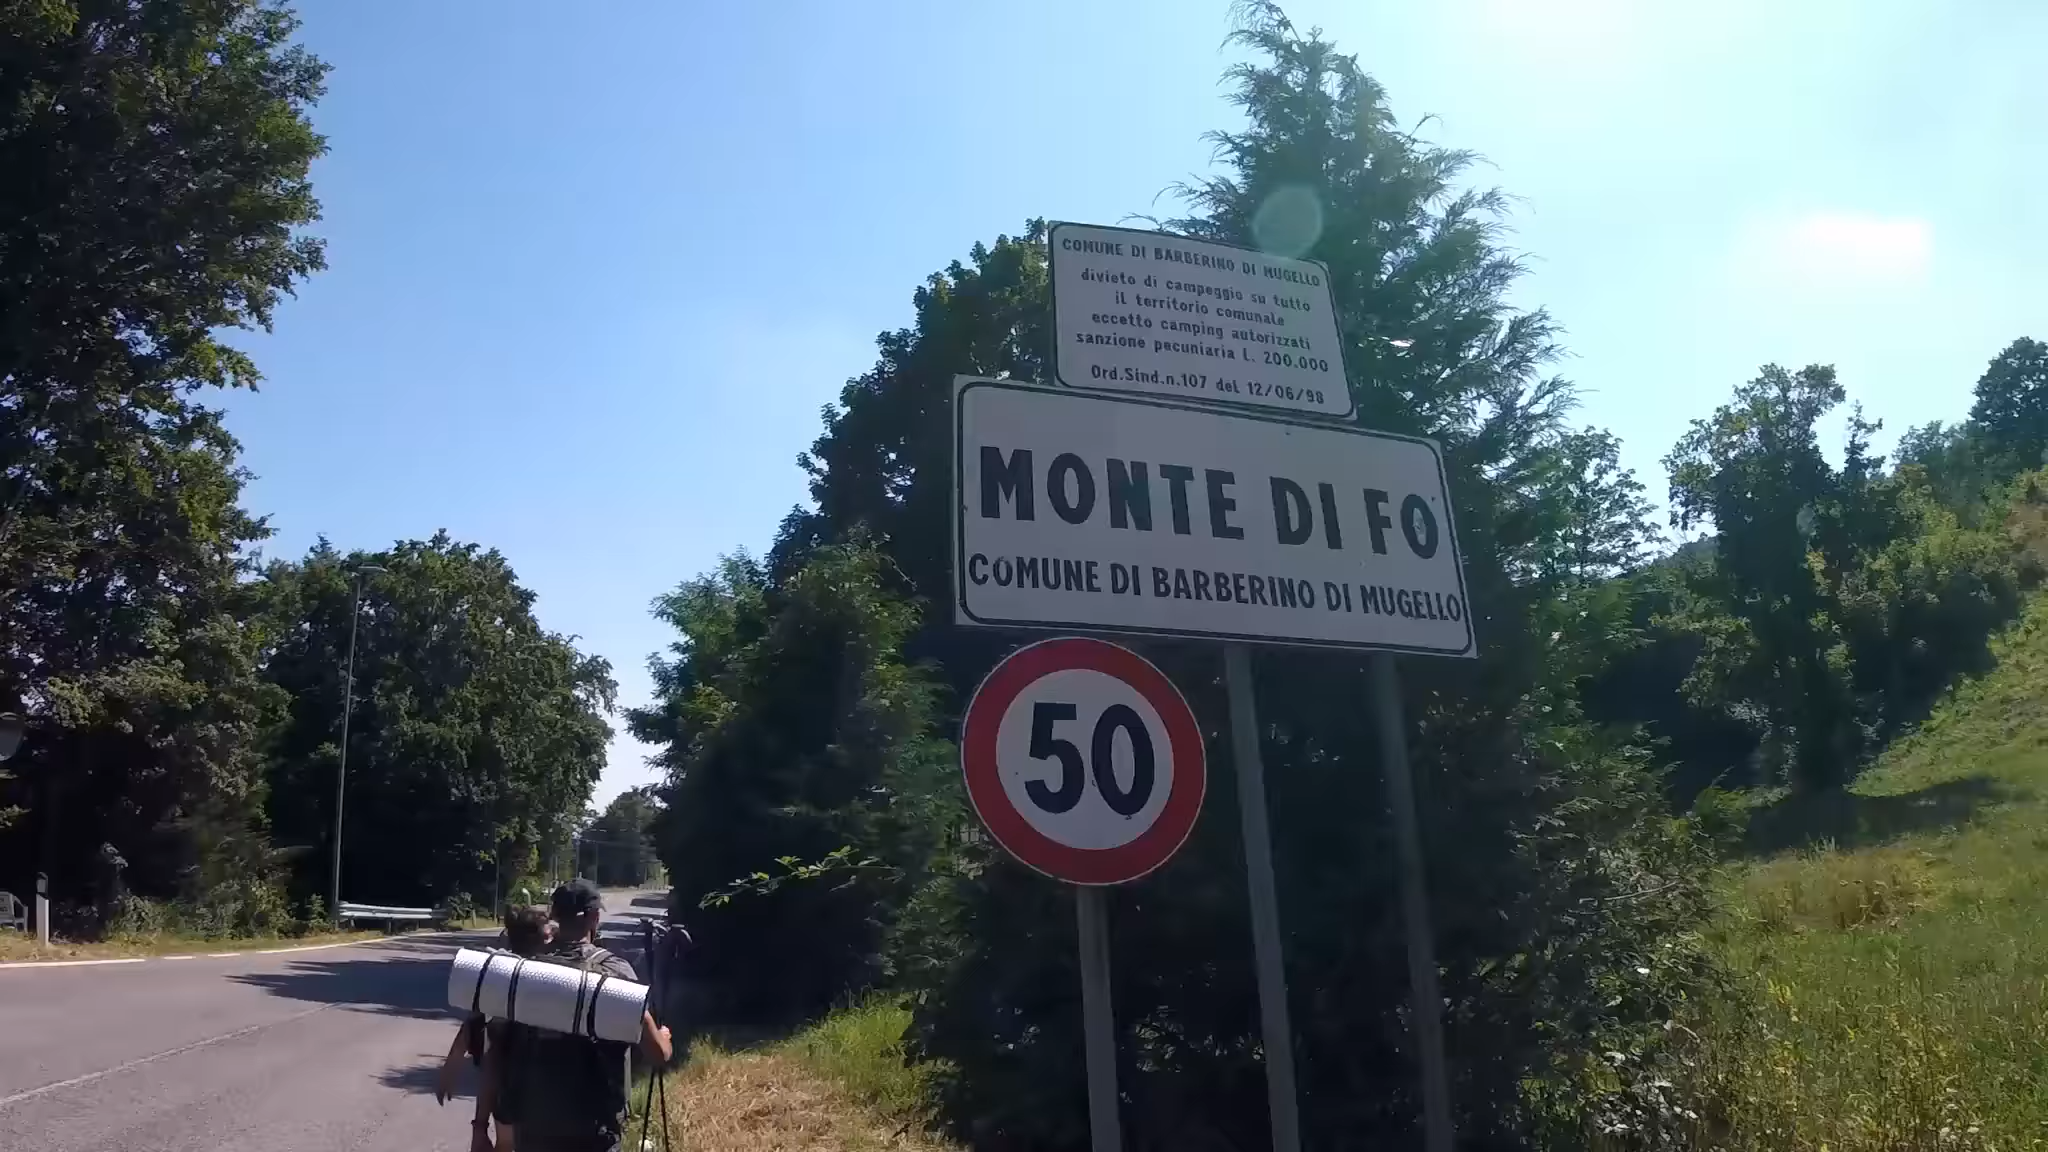 COMUNE DI BARBERINO DI MUGELLO
divieto di campeggio su tutto
il territorio comunale
eccetto camping autorizzati
sanzione pecuniaria L. 200.000
Ord.Sind.n.107 del 12/06/98
MONTE DI FO'
COMUNE DI BARBERINO DI MUGELLO
50